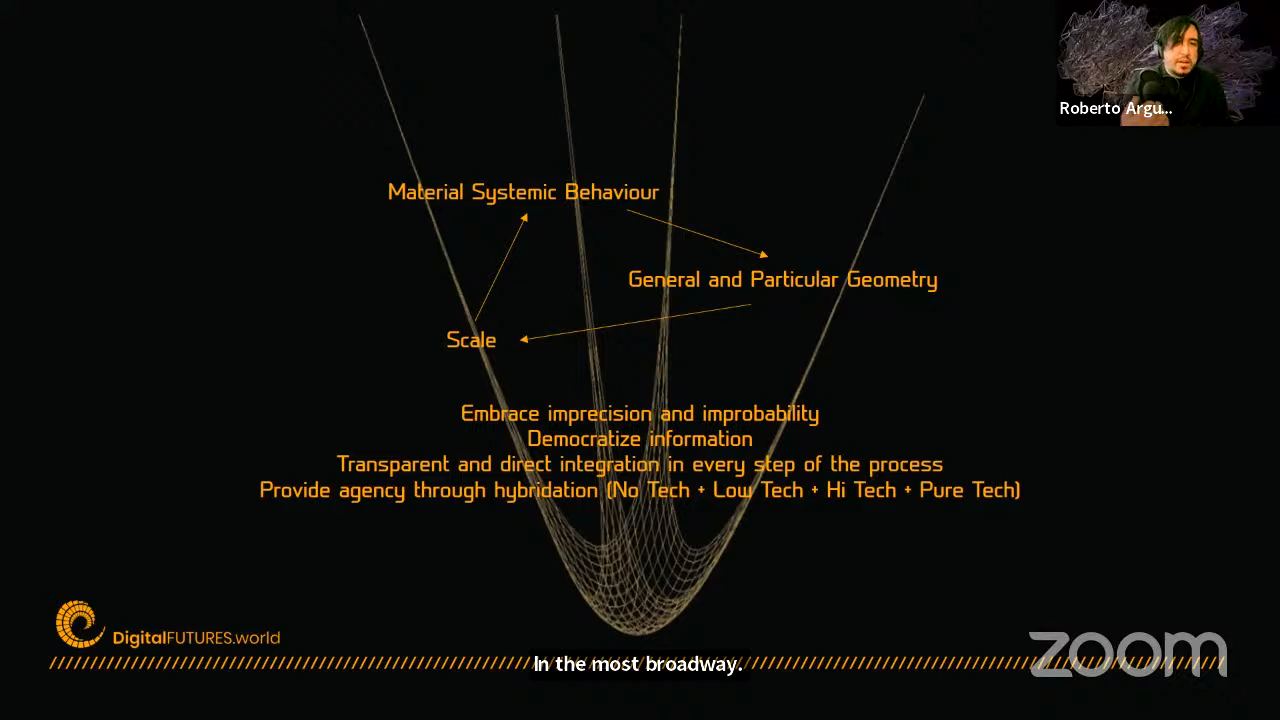 Roberto Argu...
Material Systemic Behaviour
General and Particular Geometry
Scale
Embrace imprecision and improbability
Democratize information
Transparent and direct integration in every step of the process
Provide agency through hybridation (No Tech + Low Tech + Hi Tech + Pure Tech)
DigitalFUTURES.world
zoom
In the most broadway.